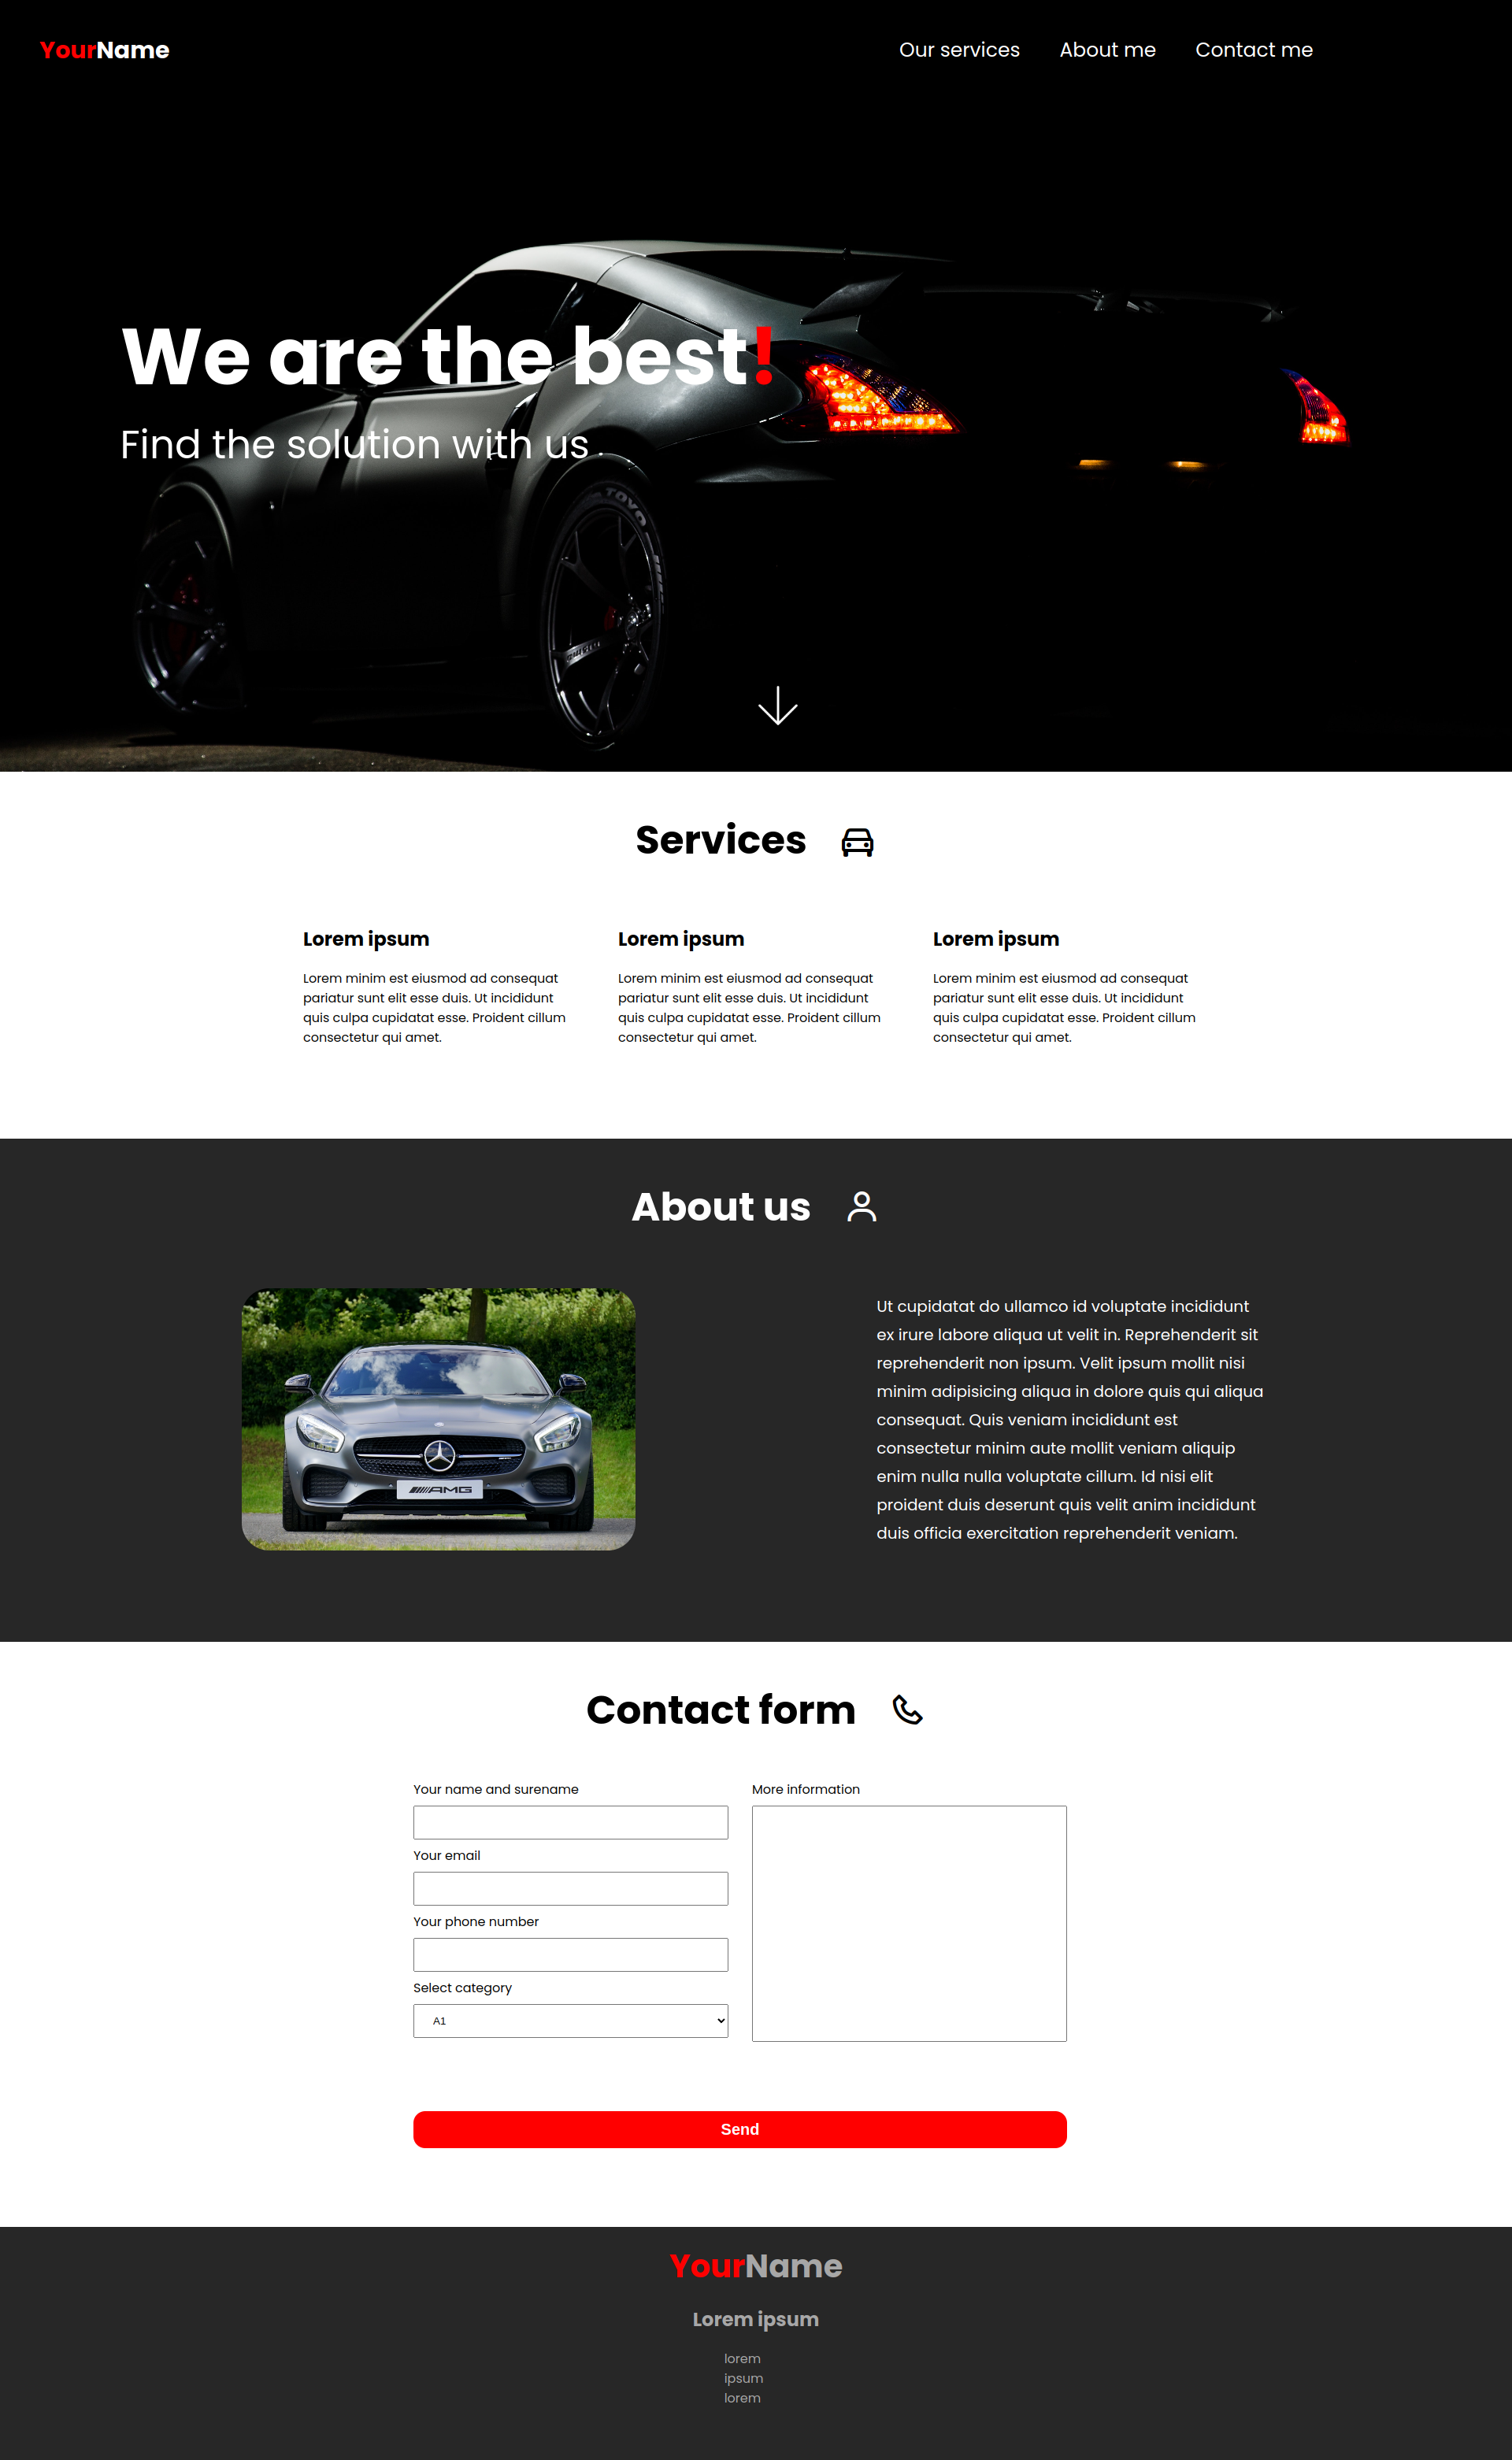 YourName
Our services
About me
Contact me
We are the best!
Find the solution with us
TOYO
Services
Lorem ipsum
Lorem minim est eiusmod ad consequat
pariatur sunt elit esse duis. Ut incididunt
quis culpa cupidatat esse. Proident cillum
consectetur qui amet.
Lorem ipsum
Lorem minim est eiusmod ad consequat
pariatur sunt elit esse duis. Ut incididunt
quis culpa cupidatat esse. Proident cillum
consectetur qui amet.
Lorem ipsum
Lorem minim est eiusmod ad consequat
pariatur sunt elit esse duis. Ut incididunt
quis culpa cupidatat esse. Proident cillum
consectetur qui amet.
About us
AMG
Ut cupidatat do ullamco id voluptate incididunt
ex irure labore aliqua ut velit in. Reprehenderit sit
reprehenderit non ipsum. Velit ipsum mollit nisi
minim adipisicing aliqua in dolore quis qui aliqua
consequat. Quis veniam incididunt est
consectetur minim aute mollit veniam aliquip
enim nulla nulla voluptate cillum. Id nisi elit
proident duis deserunt quis velit anim incididunt
duis officia exercitation reprehenderit veniam.
Contact form
Your name and surename
Your email
Your phone number
Select category
A1
More information
Send
YourName
Lorem ipsum
lorem
ipsum
lorem